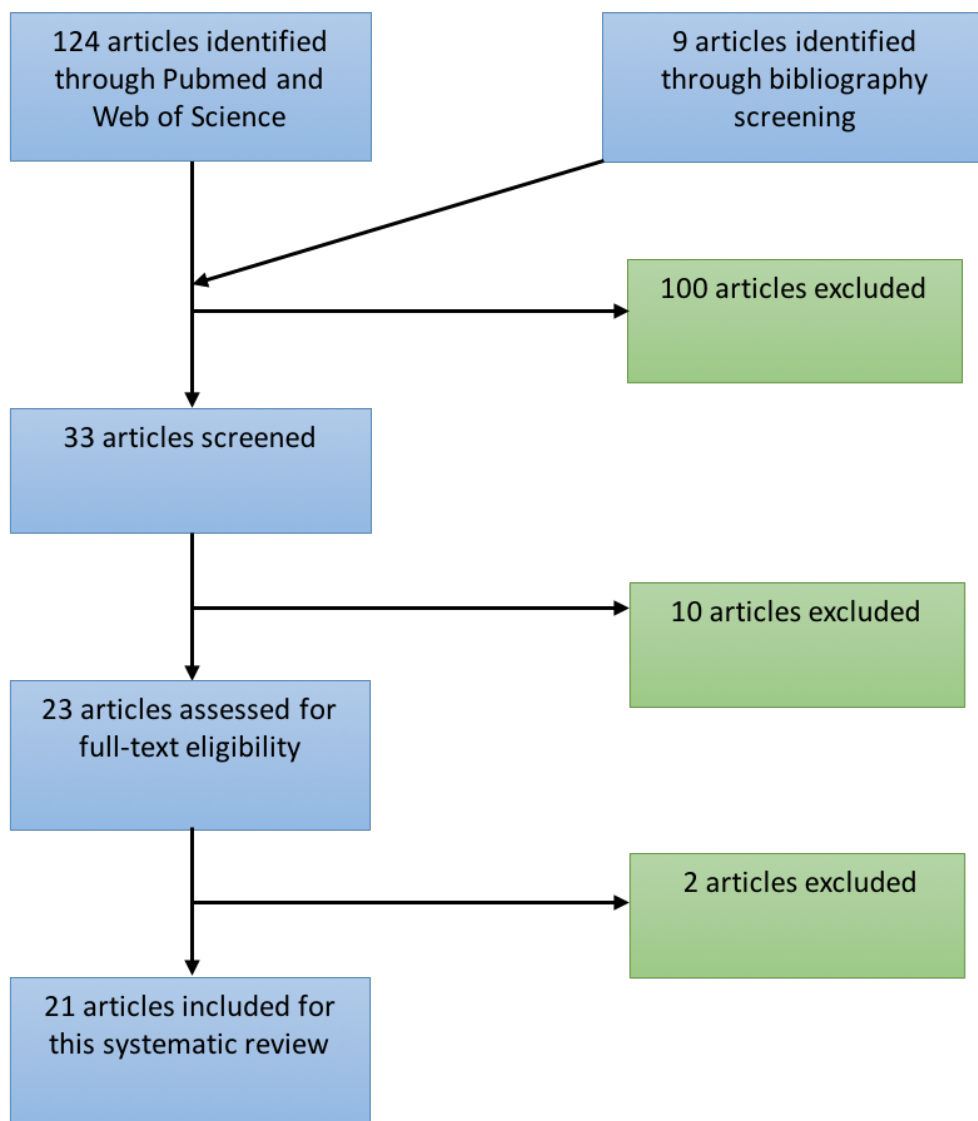 124 articles identified
through Pubmed and
Web of Science
9 articles identified
through bibliography
screening
100 articles excluded
33 articles screened
10 articles excluded
23 articles assessed for
full-text eligibility
2 articles excluded
21 articles included for
this systematic review